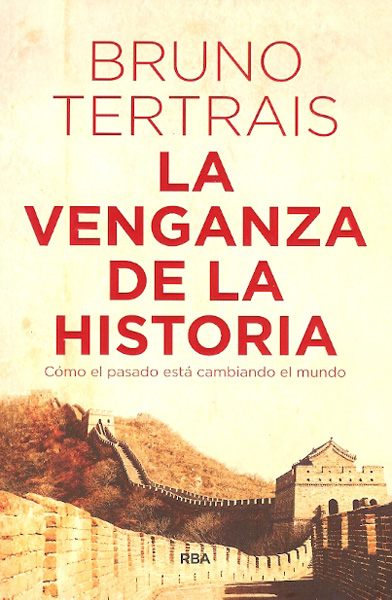 BRUNO
TERTRAIS
LA
VENGANZA
DE LA
HISTORIA
Cómo el pasado está cambiando el mundo
RBA